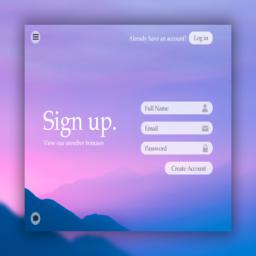 Already have an account? Log in
Sign up.
View our member bonuses
Full Name
Email
Password
Create Account